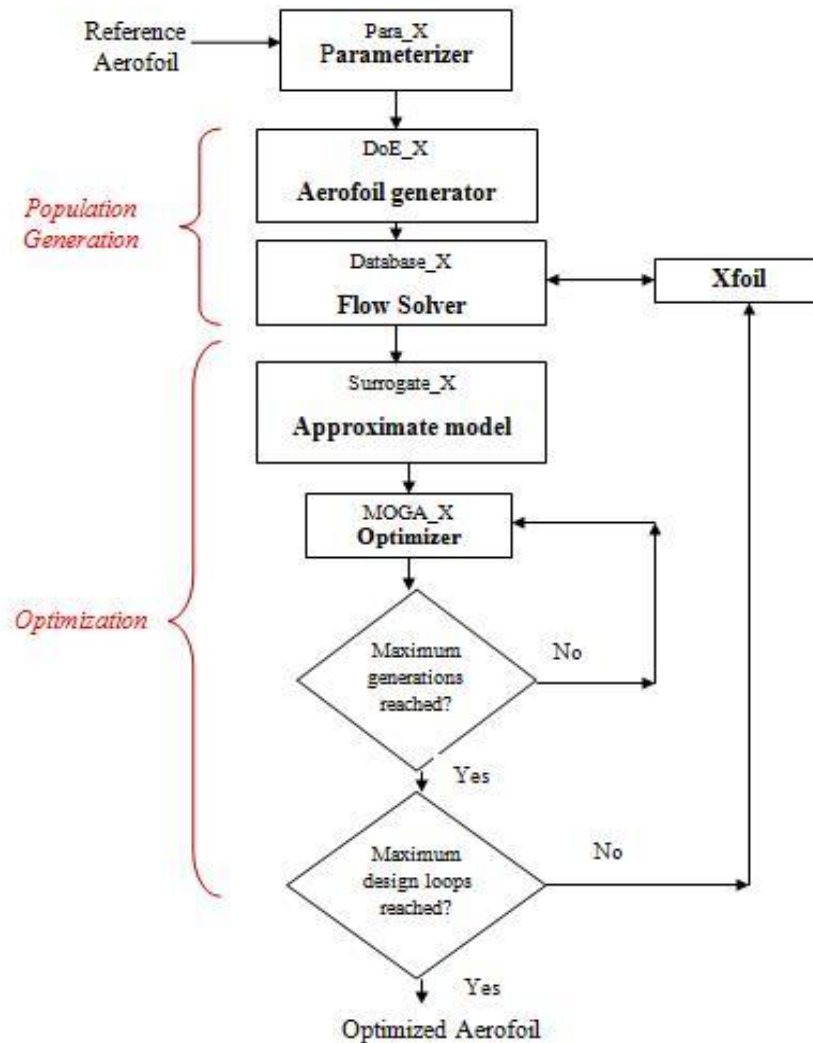 Reference
Aerofoil
Para_X
Parameterizer
DoE_X
Aerofoil generator
Population
Generation
Database_X
Flow Solver
Xfoil
Surrogate_X
Approximate model
MOGA_X
Optimizer
Optimization
Maximum
generations
reached?
No
Yes
Maximum
design loops
reached?
No
Yes
Optimized Aerofoil